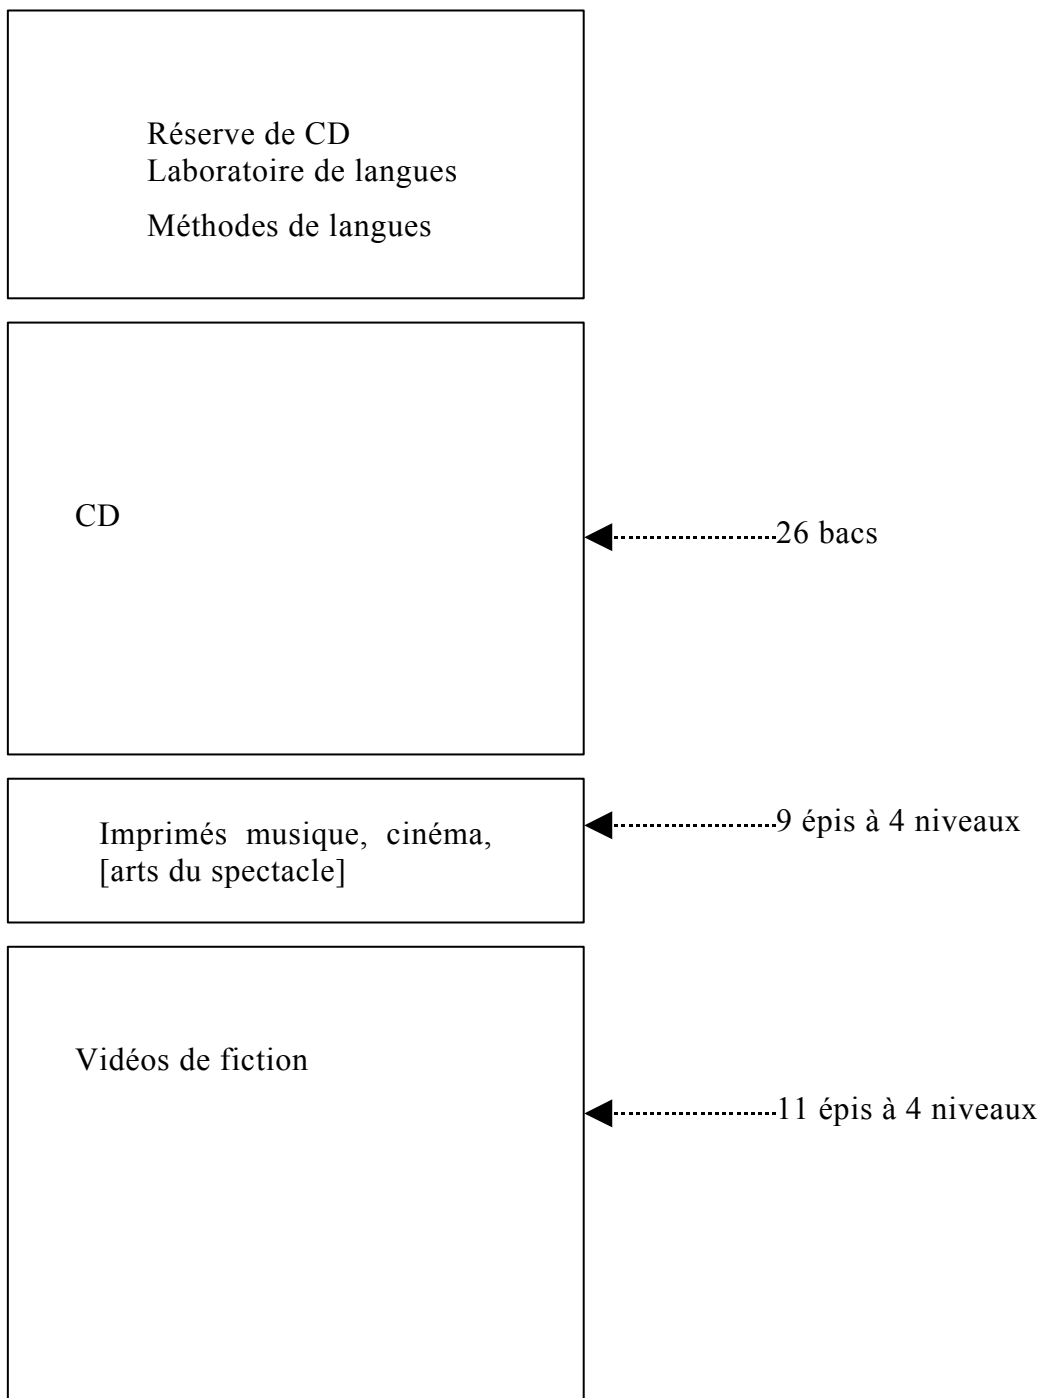 Réserve de CD
Laboratoire de langues
Méthodes de langues
CD
26 bacs
Imprimés musique, cinéma,
[arts du spectacle]
9 épis à 4 niveaux
Vidéos de fiction
11 épis à 4 niveaux